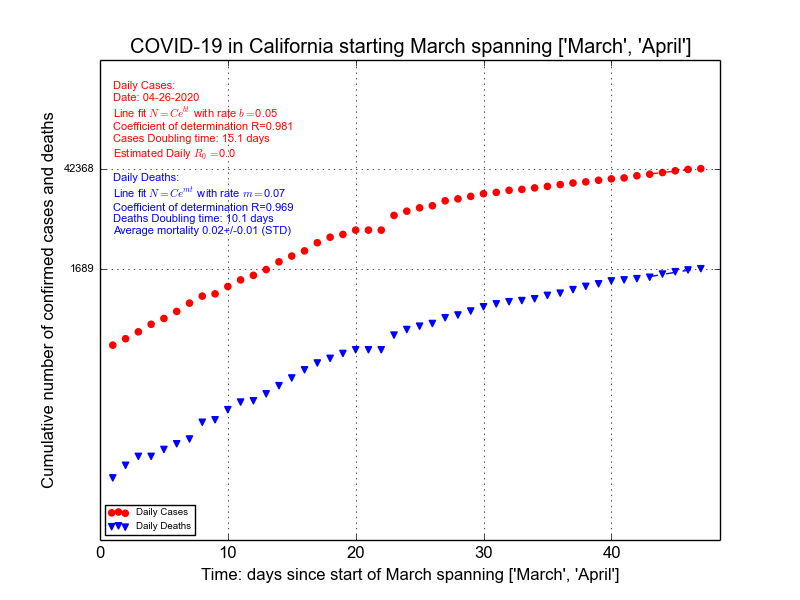 COVID-19 in California starting March spanning ['March', 'April']
Daily Cases:
Date: 04-26-2020
Line fit N = Ce^{bt} with rate b =0.05
Coefficient of determination R=0.981
Cases Doubling time: 15.1 days
Estimated Daily R_0 =0.0
Daily Deaths:
Line fit N = Ce^{mt} with rate m =0.07
Coefficient of determination R=0.969
Deaths Doubling time: 10.1 days
Average mortality 0.02+/-0.01 (STD)
42368
1689
Cumulative number of confirmed cases and deaths
Daily Cases
Daily Deaths
0 10 20 30 40
Time: days since start of March spanning ['March', 'April']